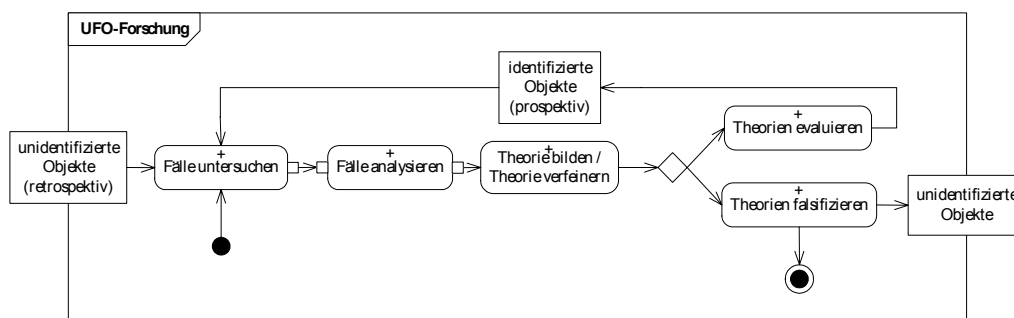 UFO-Forschung
identifizierte
Objekte
(prospektiv)
unidentifizierte
Objekte
(retrospektiv)
+
Fälle untersuchen
+
Fälle analysieren
+
Theorie bilden /
Theorie verfeinern
+
Theorien evaluieren
+
Theorien falsifizieren
unidentifizierte
Objekte